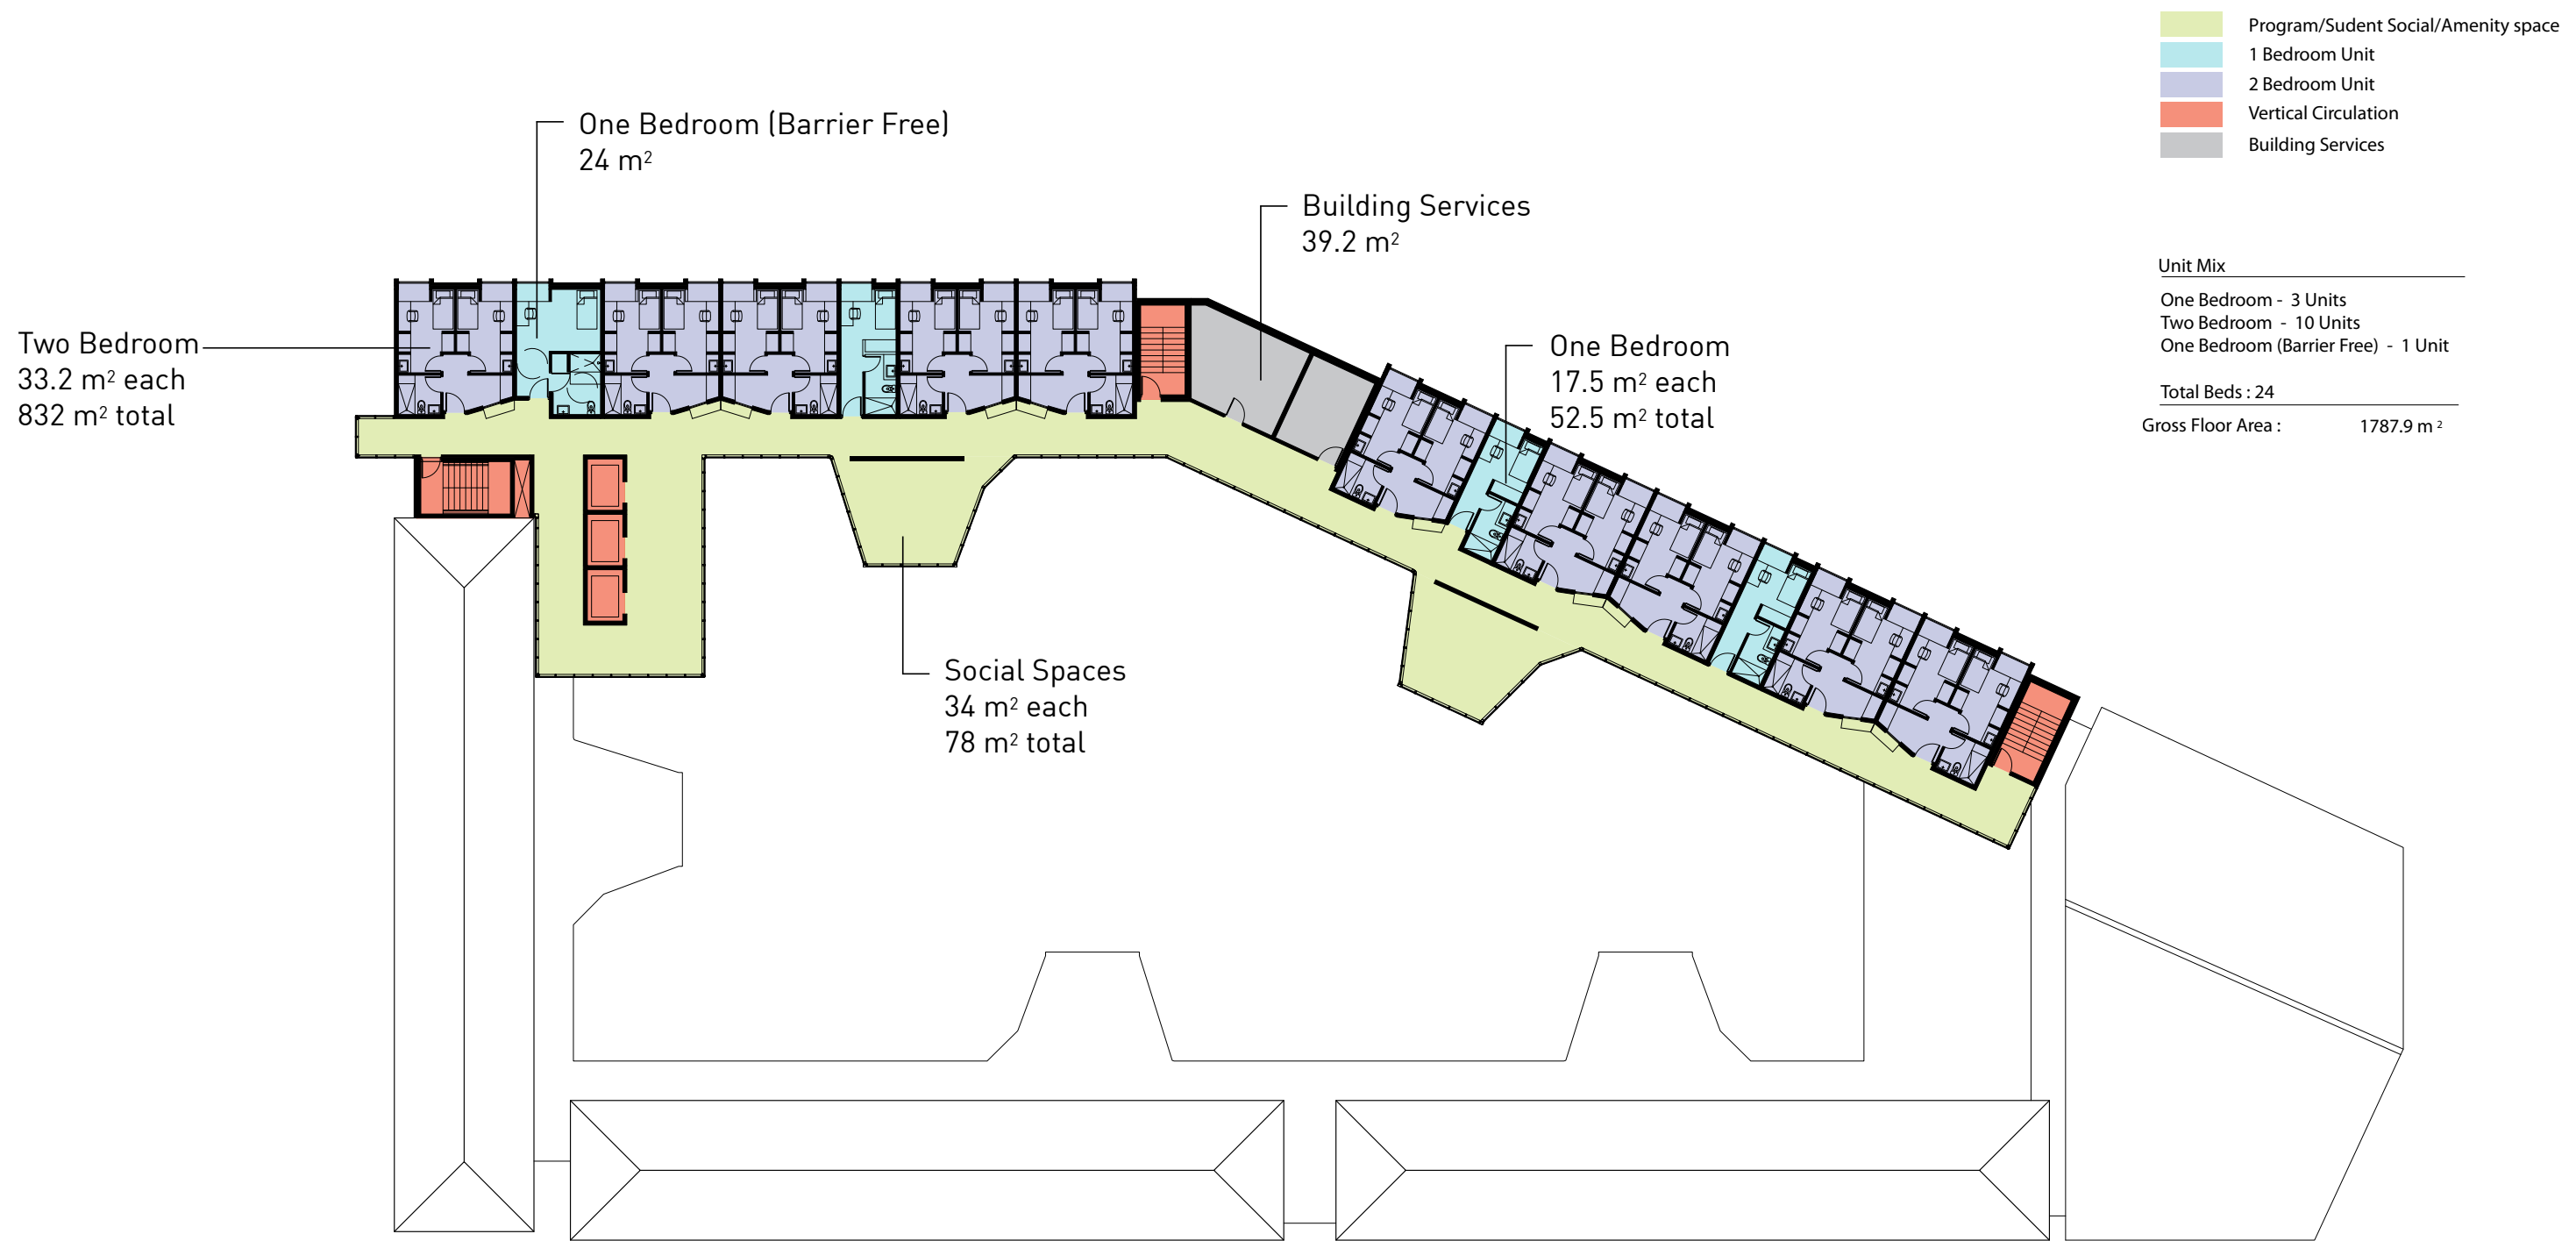 Program/Sudent Social/Amenity space
1 Bedroom Unit
2 Bedroom Unit
Vertical Circulation
Building Services
One Bedroom (Barrier Free)
24 m²
Building Services
39.2 m²
Unit Mix
One Bedroom - 3 Units
Two Bedroom - 10 Units
One Bedroom (Barrier Free) - 1 Unit
Total Beds : 24
Gross Floor Area : 1787.9 m ²
Two Bedroom
33.2 m² each
832 m² total
One Bedroom
17.5 m² each
52.5 m² total
Social Spaces
34 m² each
78 m² total